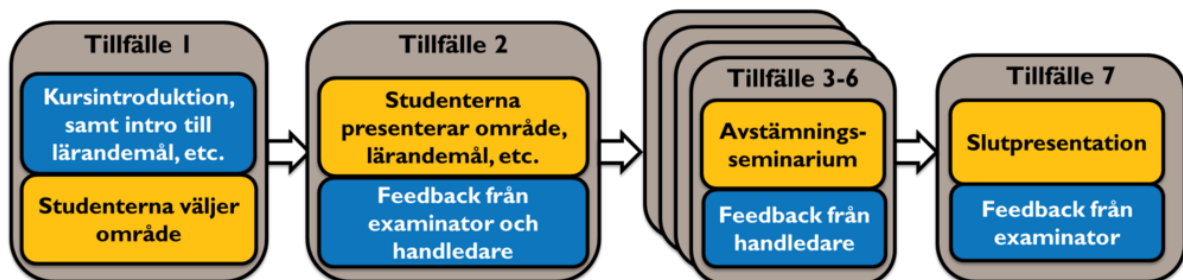 Tillfälle 1
Kursintroduktion,
samt intro till
lärandemål, etc.
Studenterna väljer
område
Tillfälle 2
Studenterna
presenterar område,
lärandemål, etc.
Feedback från
examinator och
handledare
Tillfälle 3-6
Avstämnings-
seminarium
Feedback från
handledare
Tillfälle 7
Slutpresentation
Feedback från
examinator